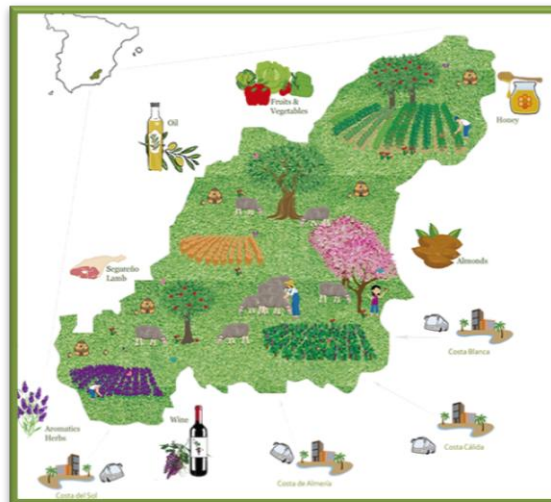 Fruits &
Vegetables
Oil
Honey
Segureño
Lamb
Almonds
Costa Blanca
Aromatics
Herbs
Wine
Costa Cálida
Costa del Sol
Costa de Almería